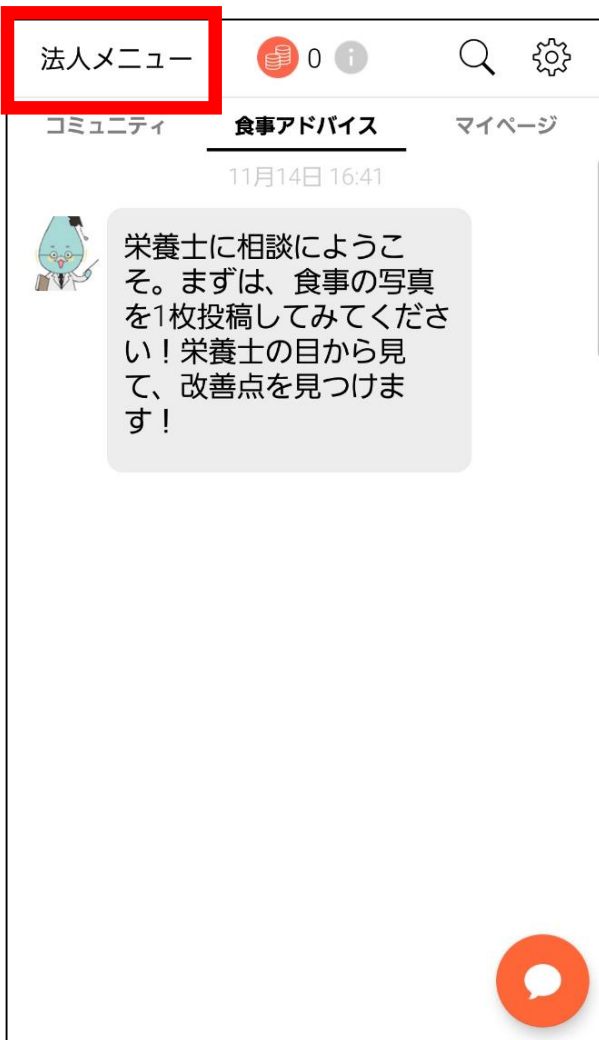 法人メニュー 0 i
コミュニティ 食事アドバイス マイページ
11月14日 16:41
栄養士に相談にようこ
そ。まずは、食事の写真
を1枚投稿してみてくださ
い！栄養士の目から見
て、改善点を見つけま
す！